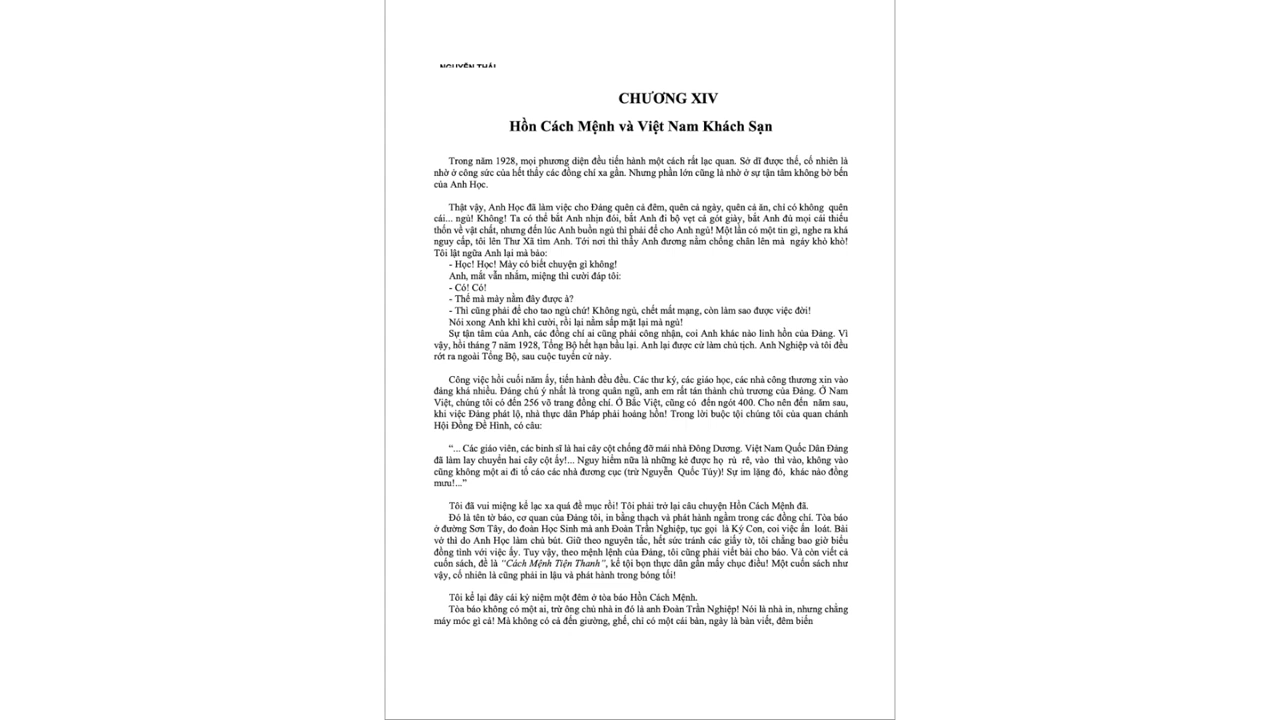 NGUYỄN THÁI
CHƯƠNG XIV
Hồn Cách Mệnh và Việt Nam Khách Sạn
Trong năm 1928, mọi phương diện đều tiến hành một cách rất lạc quan. Sở dĩ được thế, cố nhiên là
nhờ ở công sức của hết thảy các đồng chí xa gần. Nhưng phần lớn cũng là nhờ ở sự tận tâm không bờ bến
của Anh Học.
Thật vậy, Anh Học đã làm việc cho Đảng quên cả đêm, quên cả ngày, quên cả ăn, chỉ có không quên
cái... ngủ! Không! Ta có thể bắt Anh nhịn đói, bắt Anh đi bộ vẹt cả gót giày, bắt Anh đủ mọi cái thiếu
thốn về vật chất, nhưng đến lúc Anh buồn ngủ thì phải để cho Anh ngủ! Một lần có một tin gì, nghe ra khá
nguy cấp, tôi lên Thư Xã tìm Anh. Tới nơi thì thấy Anh đương nằm chổng chân lên mà ngáy khò khò!
Tôi lật ngửa Anh lại mà bảo:
- Học! Học! Mày có biết chuyện gì không!
Anh, mắt vẫn nhắm, miệng thì cười đáp tôi:
- Có! Có!
- Thế mà mày nằm đây được à?
- Thì cũng phải để cho tao ngủ chứ! Không ngủ, chết mất mạng, còn làm sao được việc đời!
Nói xong Anh khì khì cười, rồi lại nằm sấp mặt lại mà ngủ!
Sự tận tâm của Anh, các đồng chí ai cũng phải công nhận, coi Anh khác nào linh hồn của Đảng. Vì
vậy, hồi tháng 7 năm 1928, Tổng Bộ hết hạn bầu lại. Anh lại được cử làm chủ tịch. Anh Nghiệp và tôi đều
rớt ra ngoài Tổng Bộ, sau cuộc tuyển cử này.
Công việc hồi cuối năm ấy, tiến hành đều đều. Các thư ký, các giáo học, các nhà công thương xin vào
đảng khá nhiều. Đáng chú ý nhất là trong quân ngũ, anh em rất tán thành chủ trương của Đảng. Ở Nam
Việt, chúng tôi có đến 256 võ trang đồng chí. Ở Bắc Việt, cũng có đến ngót 400. Cho nên đến năm sau,
khi việc Đảng phát lộ, nhà thực dân Pháp phải hoảng hồn! Trong lời buộc tội chúng tôi của quan chánh
Hội Đồng Đề Hình, có câu:
“... Các giáo viên, các binh sĩ là hai cây cột chống đỡ mái nhà Đông Dương. Việt Nam Quốc Dân Đảng
đã làm lay chuyển hai cây cột ấy!... Nguy hiểm nữa là những kẻ được họ rủ rê, vào thì vào, không vào
cũng không một ai đi tố cáo các nhà đương cục (trừ Nguyễn Quốc Túy)! Sự im lặng đó, khác nào đồng
mưu!...”
Tôi đã vui miệng kể lạc xa quá đề mục rồi! Tôi phải trở lại câu chuyện Hồn Cách Mệnh đã.
Đó là tên tờ báo, cơ quan của Đảng tôi, in bằng thạch và phát hành ngầm trong các đồng chí. Tòa báo
ở đường Sơn Tây, do đoàn Học Sinh mà anh Đoàn Trần Nghiệp, tục gọi là Ký Con, coi việc ấn loát. Bài
vở thì do Anh Học làm chủ bút. Giữ theo nguyên tắc, hết sức tránh các giấy tờ, tôi chẳng bao giờ biểu
đồng tình với việc ấy. Tuy vậy, theo mệnh lệnh của Đảng, tôi cũng phải viết bài cho báo. Và còn viết cả
cuốn sách, đề là “Cách Mệnh Tiện Thanh”, kể tội bọn thực dân gần mấy chục điều! Một cuốn sách như
vậy, cố nhiên là cũng phải in lậu và phát hành trong bóng tối!
Tôi kể lại đây cái kỷ niệm một đêm ở tòa báo Hồn Cách Mệnh.
Tòa báo không có một ai, trừ ông chủ nhà in đó là anh Đoàn Trần Nghiệp! Nói là nhà in, nhưng chẳng
máy móc gì cả! Mà không có cả đến giường, ghế, chỉ có một cái bàn, ngày là bàn viết, đêm biến